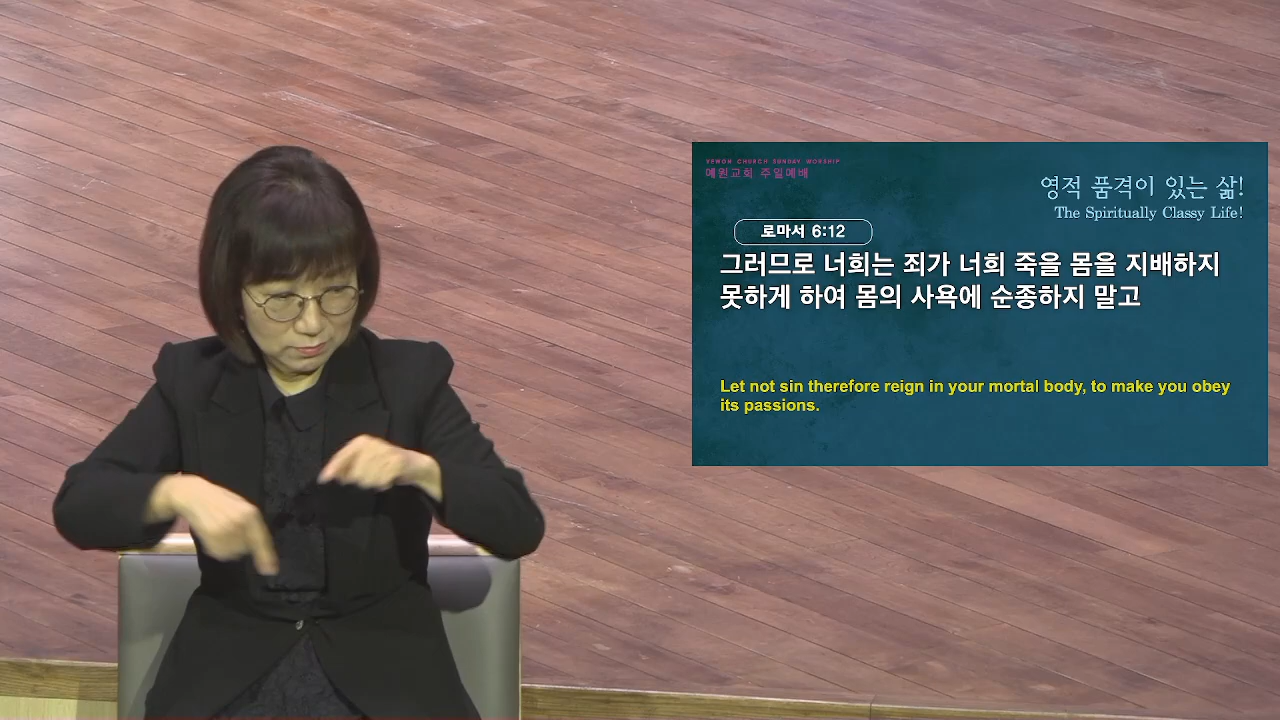 YEWON CHURCH SUNDAY WORSHIP
예원교회 주일예배
영적 품격이 있는 삶!
The Spiritually Classy Life!
로마서 6:12
그러므로 너희는 죄가 너희 죽을 몸을 지배하지
못하게 하여 몸의 사욕에 순종하지 말고
Let not sin therefore reign in your mortal body, to make you obey
its passions.